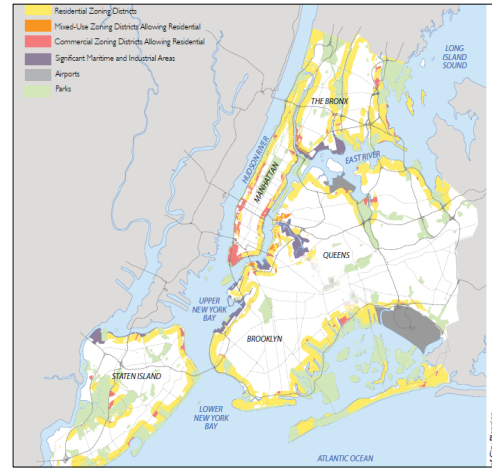 Residential Zoning Districts
Mixed-Use Zoning Districts Allowing Residential
Commercial Zoning Districts Allowing Residential
Significant Maritime and Industrial Areas
Airports
Parks
LONG
ISLAND
SOUND
THE BRONX
HUDSON RIVER
EAST RIVER
MANHATTAN
QUEENS
UPPER
NEW YORK
BAY
BROOKLYN
STATEN ISLAND
LOWER
NEW YORK
BAY
ATLANTIC OCEAN